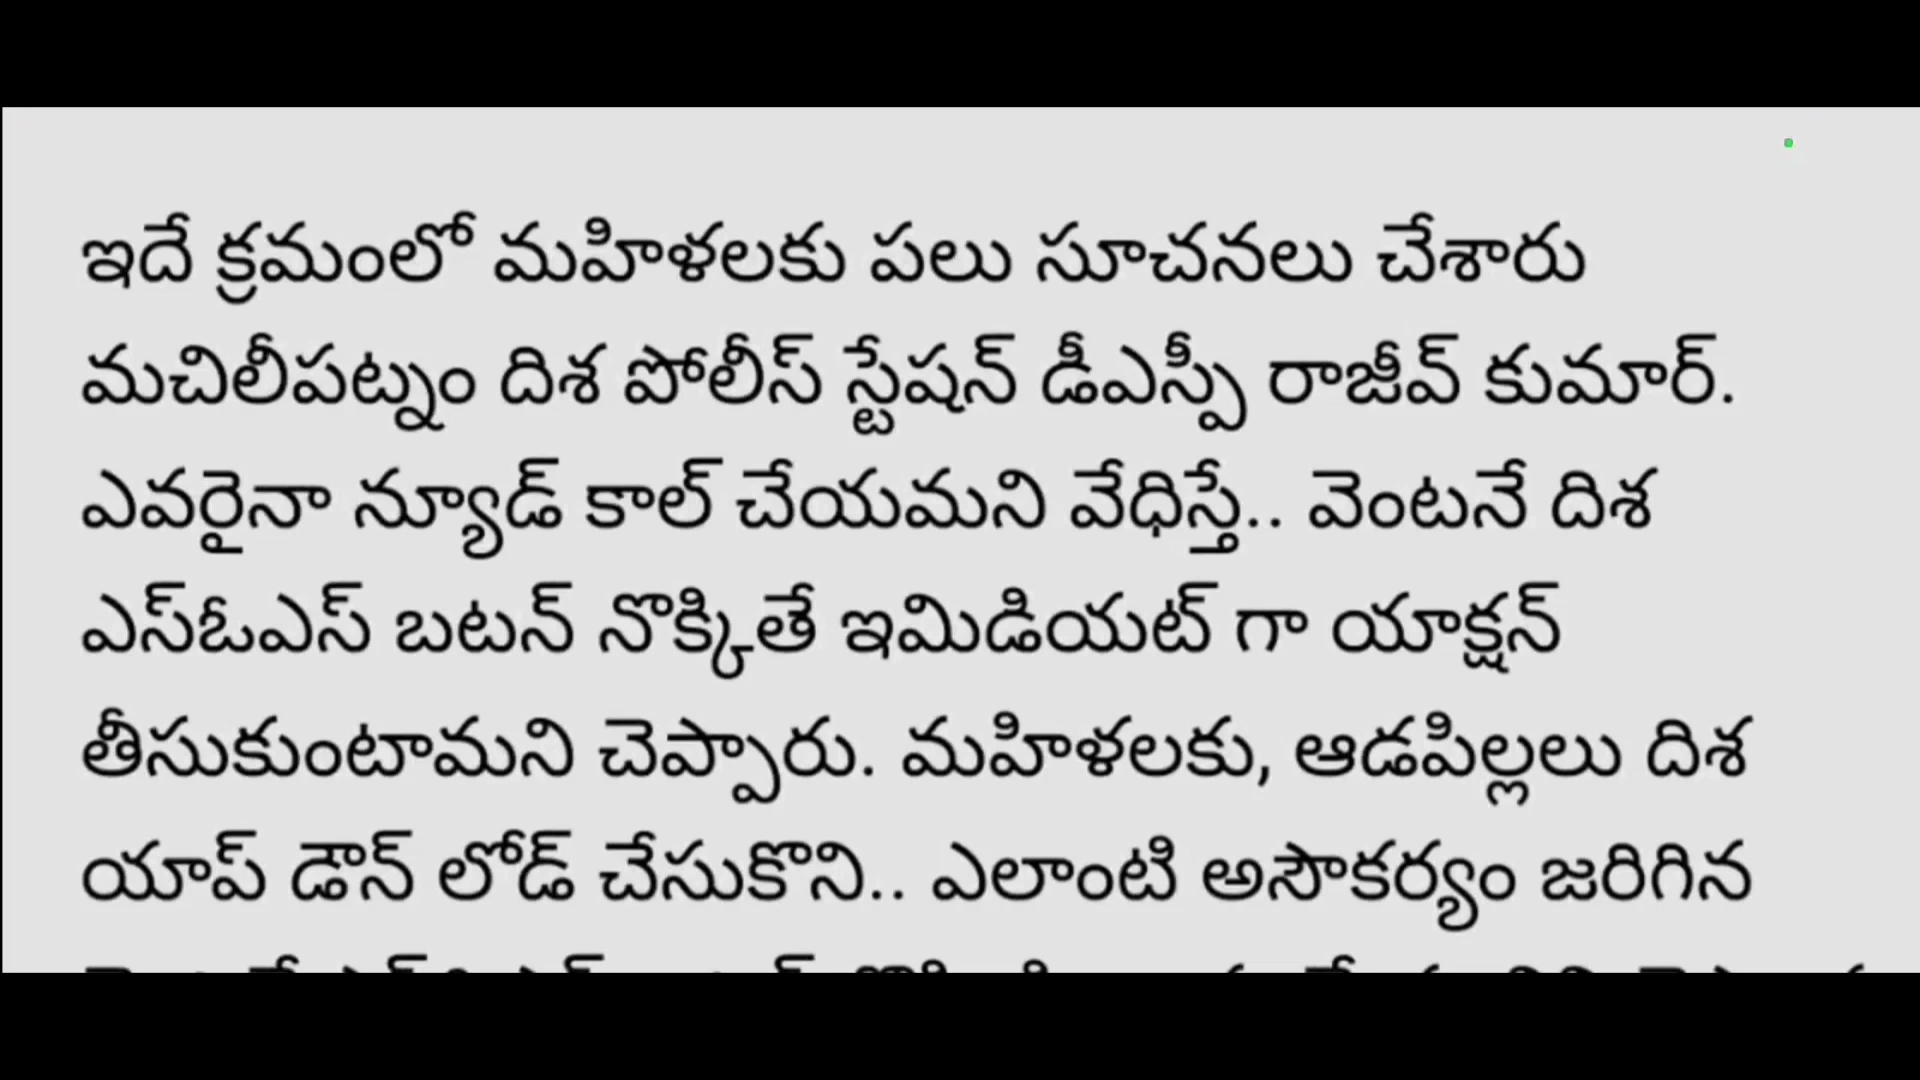 ఇదే క్రమంలో మహిళలకు పలు సూచనలు చేశారు
మచిలీపట్నం దిశ పోలీస్ స్టేషన్ డీఎస్పీ రాజీవ్ కుమార్.
ఎవరైనా న్యూడ్ కాల్ చేయమని వేధిస్తే.. వెంటనే దిశ
ఎస్ఓఎస్ బటన్ నొక్కితే ఇమిడియట్ గా యాక్షన్
తీసుకుంటామని చెప్పారు. మహిళలకు, ఆడపిల్లలు దిశ
యాప్ డౌన్ లోడ్ చేసుకొని.. ఎలాంటి అసౌకర్యం జరిగిన